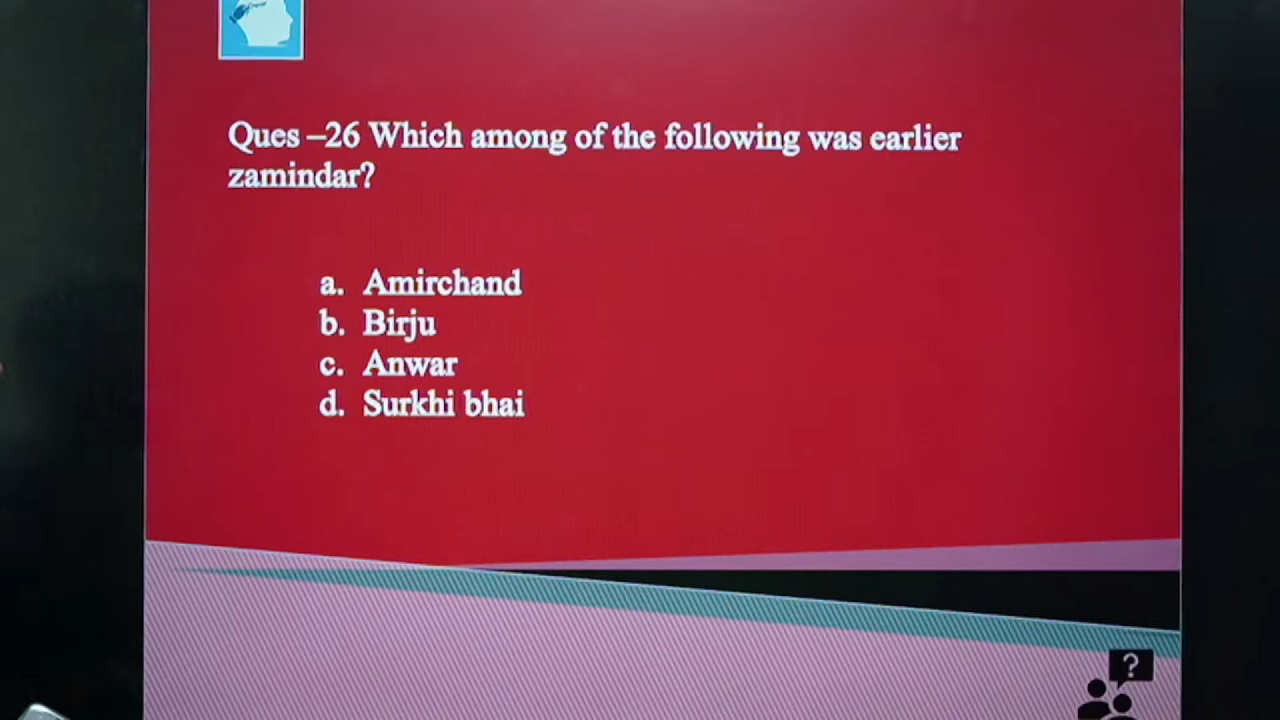 Ques –26 Which among of the following was earlier
zamindar?
a. Amirchand
b. Birju
c. Anwar
d. Surkhi bhai
?